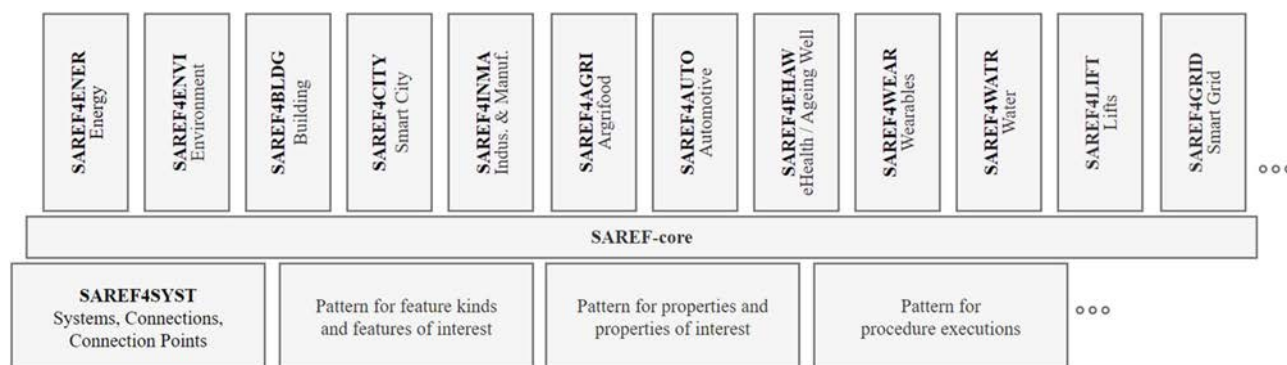 SAREF4ENER
Energy
SAREF4ENVI
Environment
SAREF4BLDG
Building
SAREF4CITY
Smart City
SAREF4INMA
Indus. & Manuf.
SAREF4AGRI
Argrifood
SAREF4AUTO
Automotive
SAREF4EHAW
eHealth / Ageing Well
SAREF4WEAR
Wearables
SAREF4WATR
Water
SAREF4LIFT
Lifts
SAREF4GRID
Smart Grid
SAREF-core
SAREF4SYST
Systems, Connections,
Connection Points
Pattern for feature kinds
and features of interest
Pattern for properties and
properties of interest
Pattern for
procedure executions